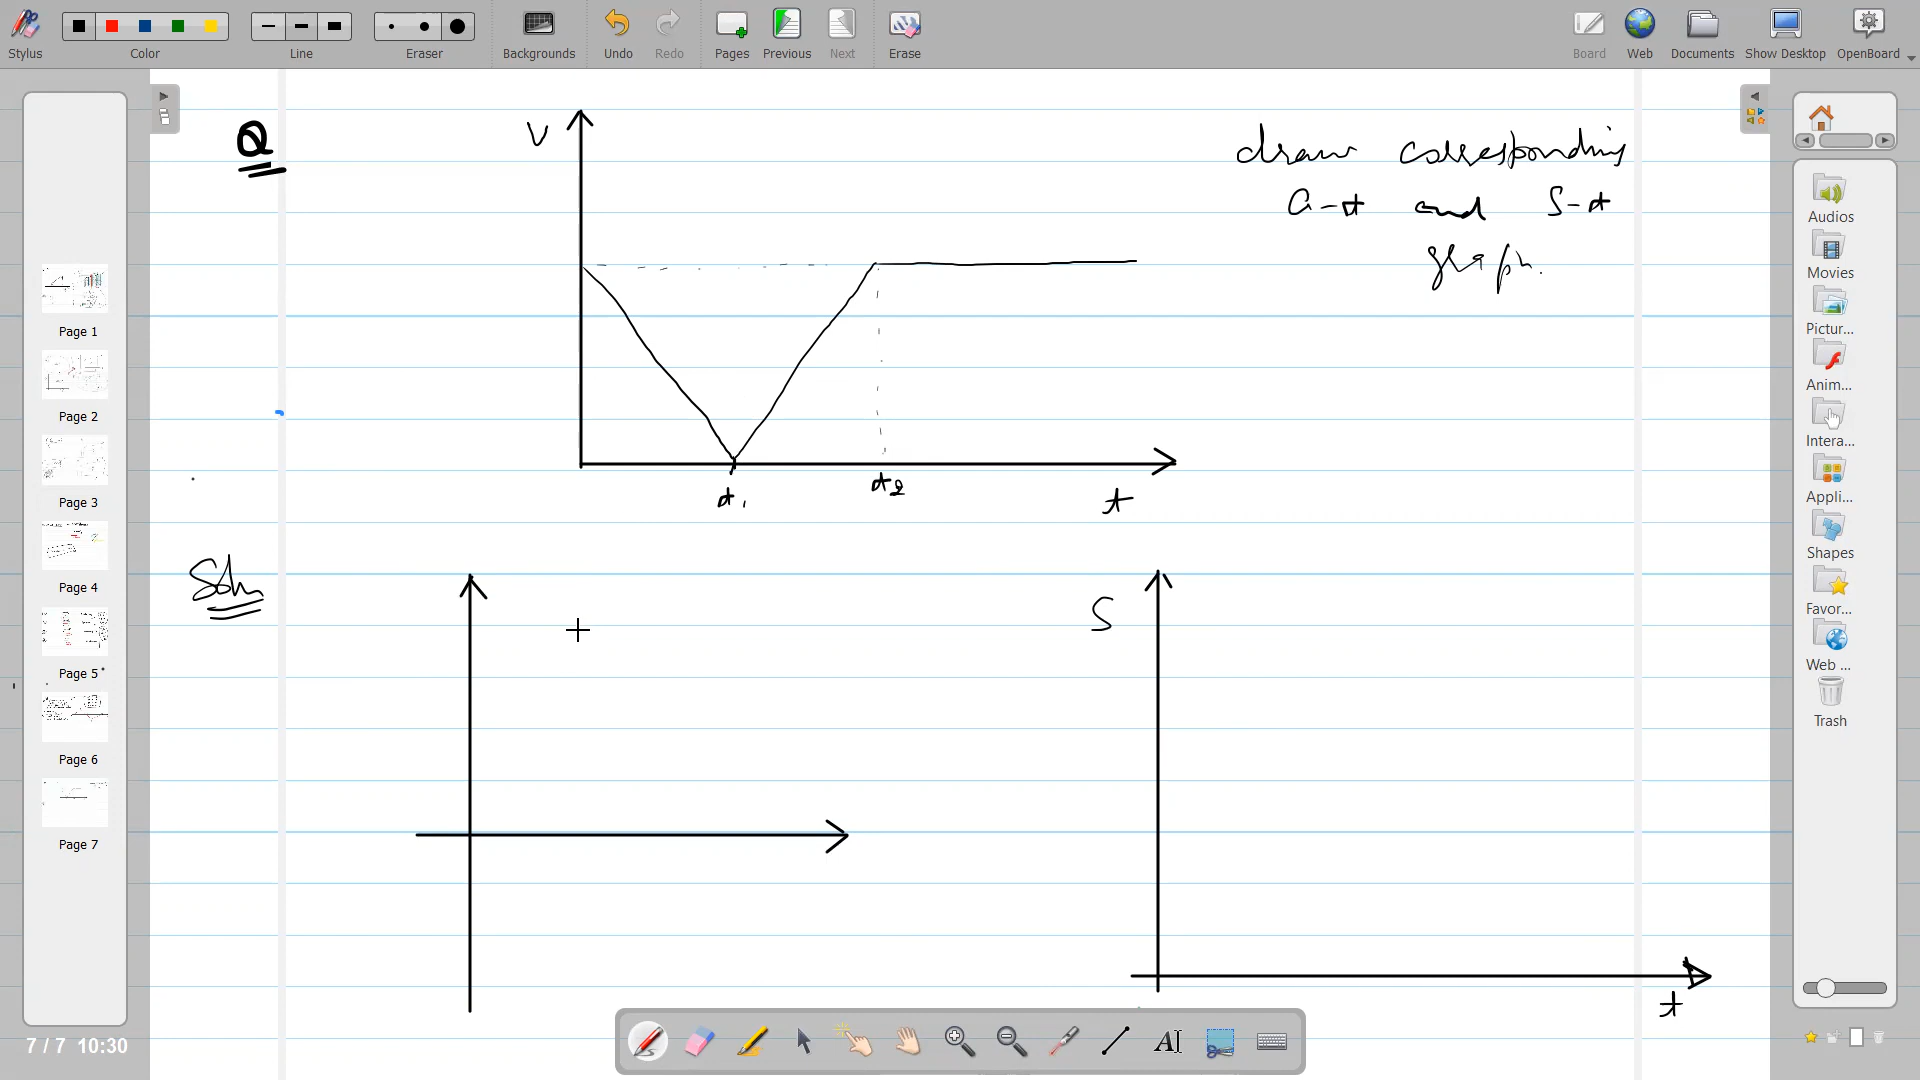 Stylus
Color
Line
Eraser
Backgrounds
Undo
Redo
Pages
Previous
Next
Erase
Board
Web
Documents
Show Desktop
OpenBoard
Q
V
draw corresponding
a-t and S-t
graph.
t1
t2
t
Soln
S
t
Page 1
Page 2
Page 3
Page 4
Page 5
Page 6
Page 7
7 / 7 10:30
Audios
Movies
Pictur...
Anim...
Intera...
Appli...
Shapes
Favor...
Web ...
Trash